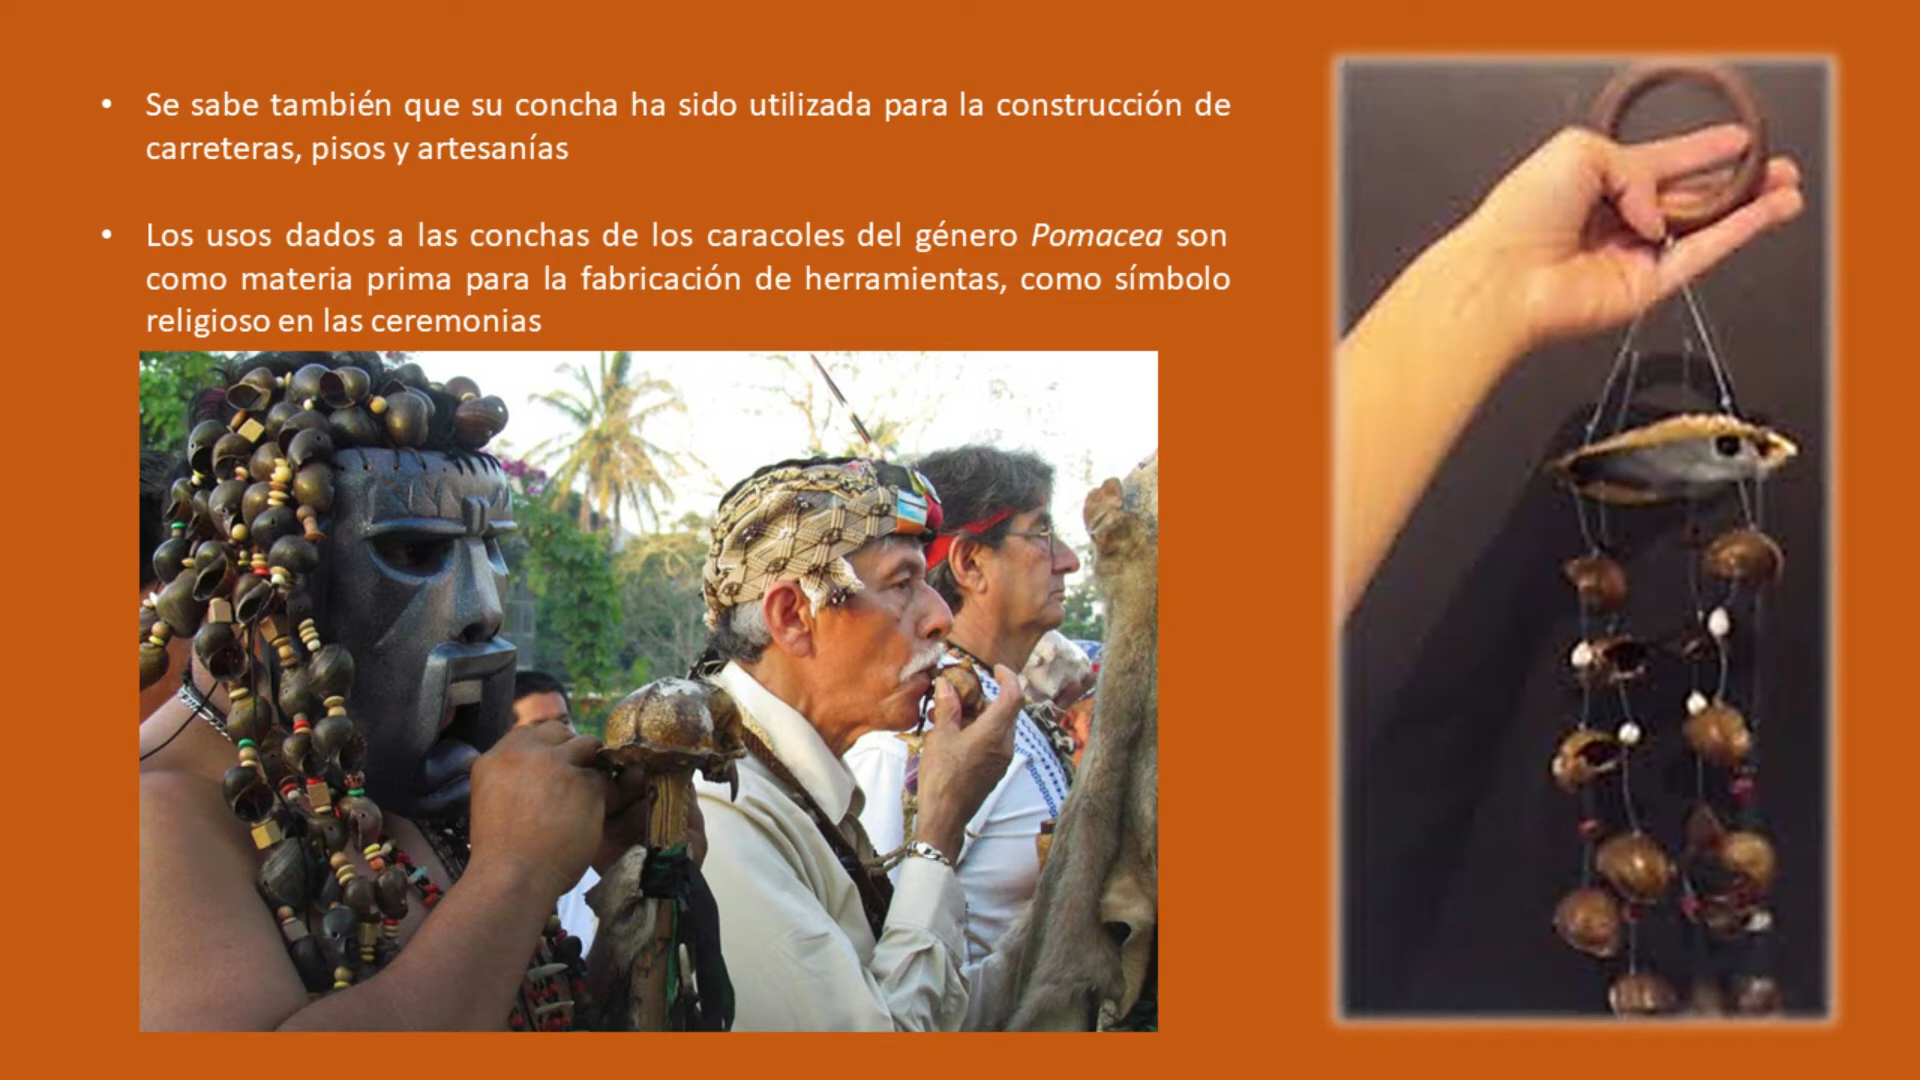 • Se sabe también que su concha ha sido utilizada para la construcción de
carreteras, pisos y artesanías
• Los usos dados a las conchas de los caracoles del género Pomacea son
como materia prima para la fabricación de herramientas, como símbolo
religioso en las ceremonias